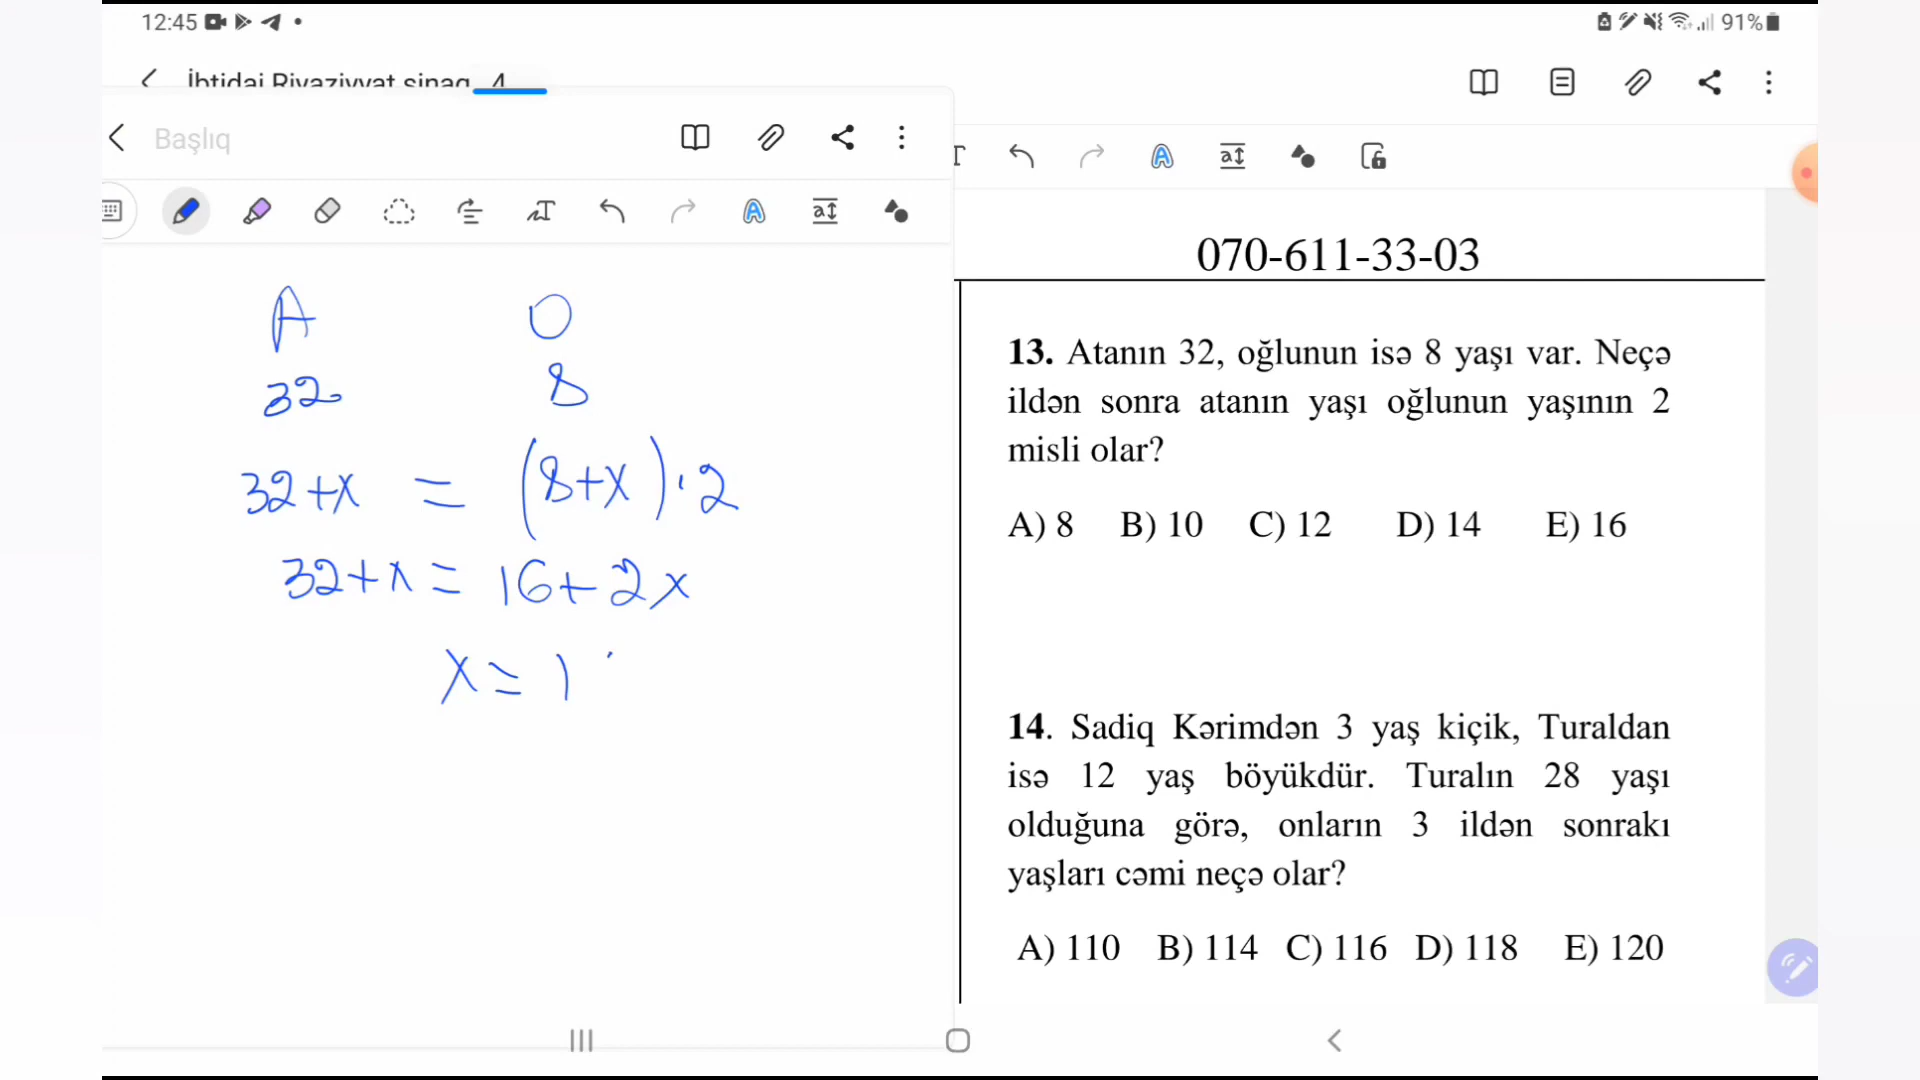 12:45
91%
İbtidai Riyaziyyat sinaq_4
Başlıq
A O
32 8
32+x = (8+x)·2
32+x = 16+2x
x = 1
070-611-33-03
13. Atanın 32, oğlunun isə 8 yaşı var. Neçə
ildən sonra atanın yaşı oğlunun yaşının 2
misli olar?
A) 8 B) 10 C) 12 D) 14 E) 16
14. Sadiq Kərimdən 3 yaş kiçik, Turaldan
isə 12 yaş böyükdür. Turalın 28 yaşı
olduğuna görə, onların 3 ildən sonrakı
yaşları cəmi neçə olar?
A) 110 B) 114 C) 116 D) 118 E) 120